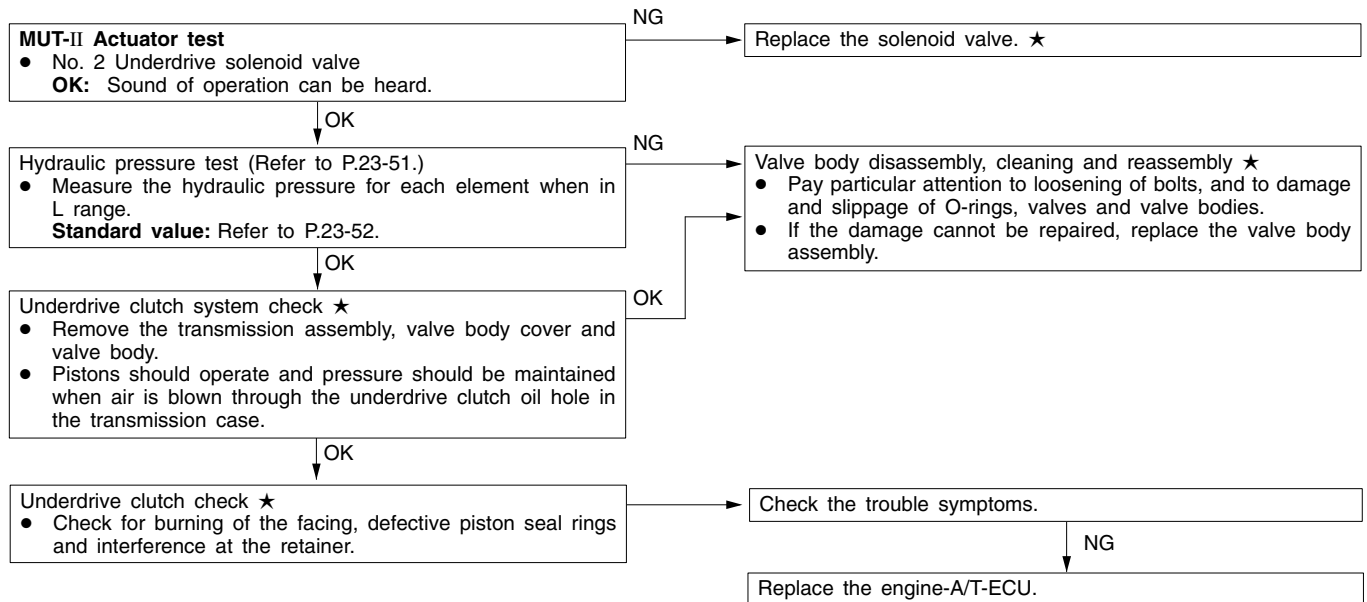 NG
MUT-II Actuator test
● No. 2 Underdrive solenoid valve
OK: Sound of operation can be heard.
Replace the solenoid valve. ★
OK
Hydraulic pressure test (Refer to P.23-51.)
● Measure the hydraulic pressure for each element when in
L range.
Standard value: Refer to P.23-52.
NG
Valve body disassembly, cleaning and reassembly ★
● Pay particular attention to loosening of bolts, and to damage
and slippage of O-rings, valves and valve bodies.
● If the damage cannot be repaired, replace the valve body
assembly.
OK
Underdrive clutch system check ★
● Remove the transmission assembly, valve body cover and
valve body.
● Pistons should operate and pressure should be maintained
when air is blown through the underdrive clutch oil hole in
the transmission case.
OK
OK
Underdrive clutch check ★
● Check for burning of the facing, defective piston seal rings
and interference at the retainer.
Check the trouble symptoms.
NG
Replace the engine-A/T-ECU.